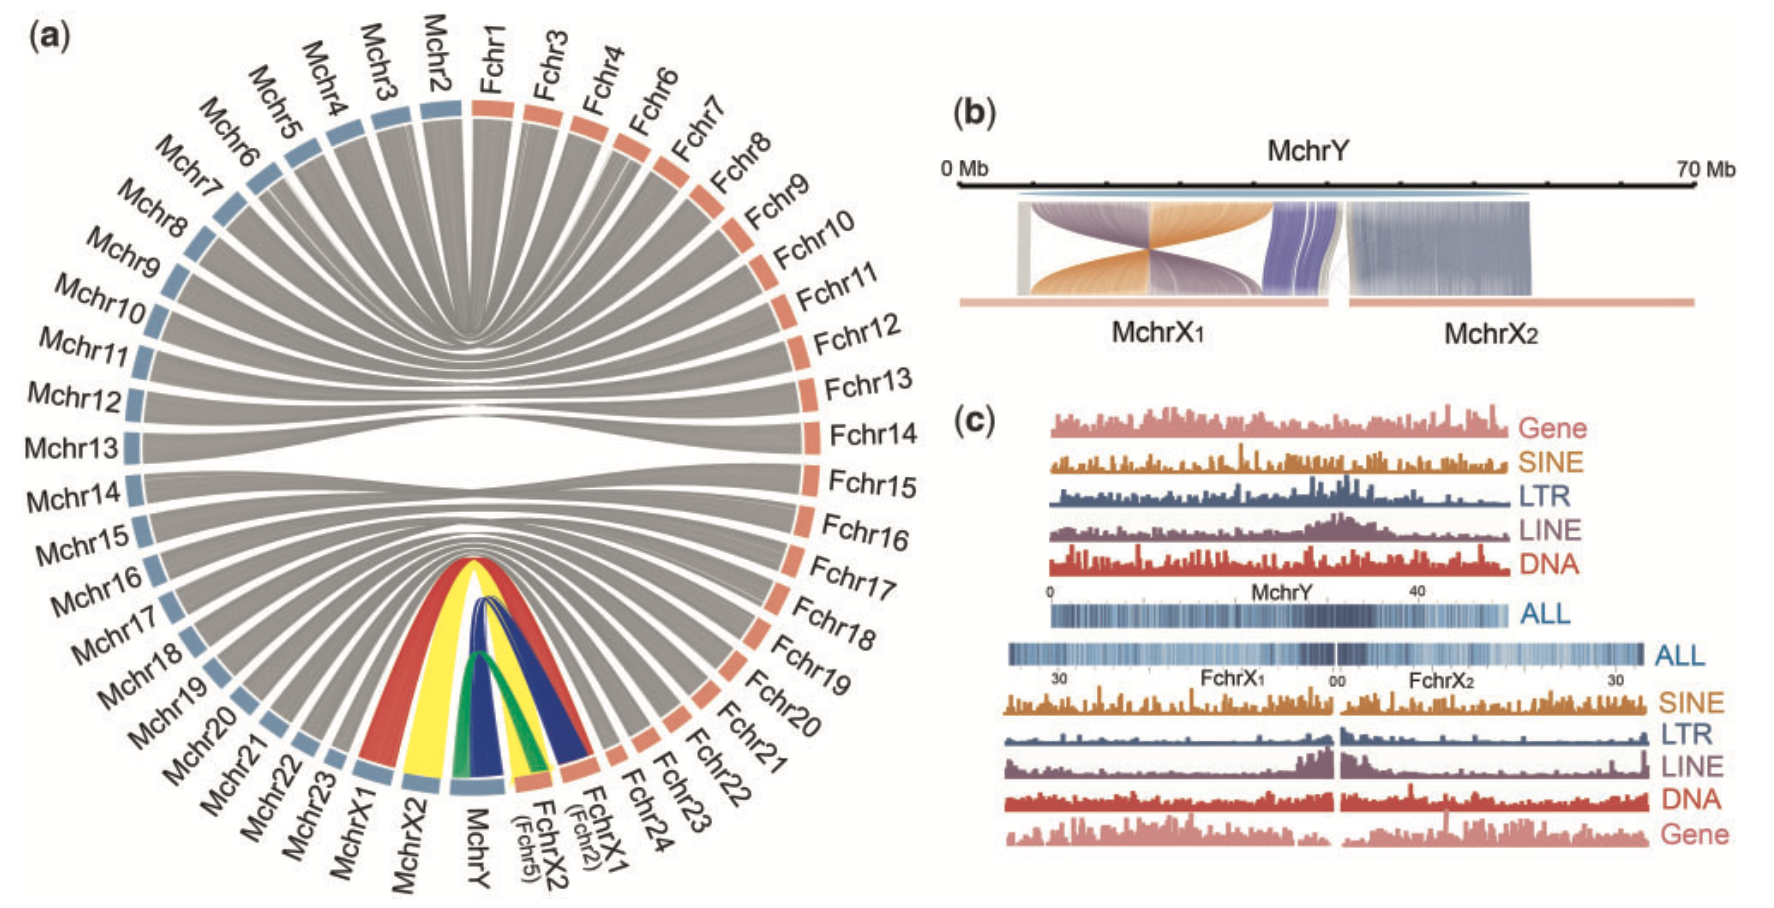 (a)
Mchr2
Mchr3
Mchr4
Mchr5
Mchr6
Mchr7
Mchr8
Mchr9
Mchr10
Mchr11
Mchr12
Mchr13
Mchr14
Mchr15
Mchr16
Mchr17
Mchr18
Mchr19
Mchr20
Mchr21
Mchr22
Mchr23
MchrX1
MchrX2
MchrY
FchrX2
(Fchr5)
FchrX1
(Fchr2)
Fchr24
Fchr23
Fchr22
Fchr21
Fchr20
Fchr19
Fchr18
Fchr17
Fchr16
Fchr15
Fchr14
Fchr13
Fchr12
Fchr11
Fchr10
Fchr9
Fchr8
Fchr7
Fchr6
Fchr4
Fchr3
Fchr1
(b)
MchrY
0 Mb 70 Mb
MchrX1 MchrX2
(c)
Gene
SINE
LTR
LINE
DNA
0 MchrY 40
ALL
ALL
30 FchrX1 00 FchrX2 30
SINE
LTR
LINE
DNA
Gene